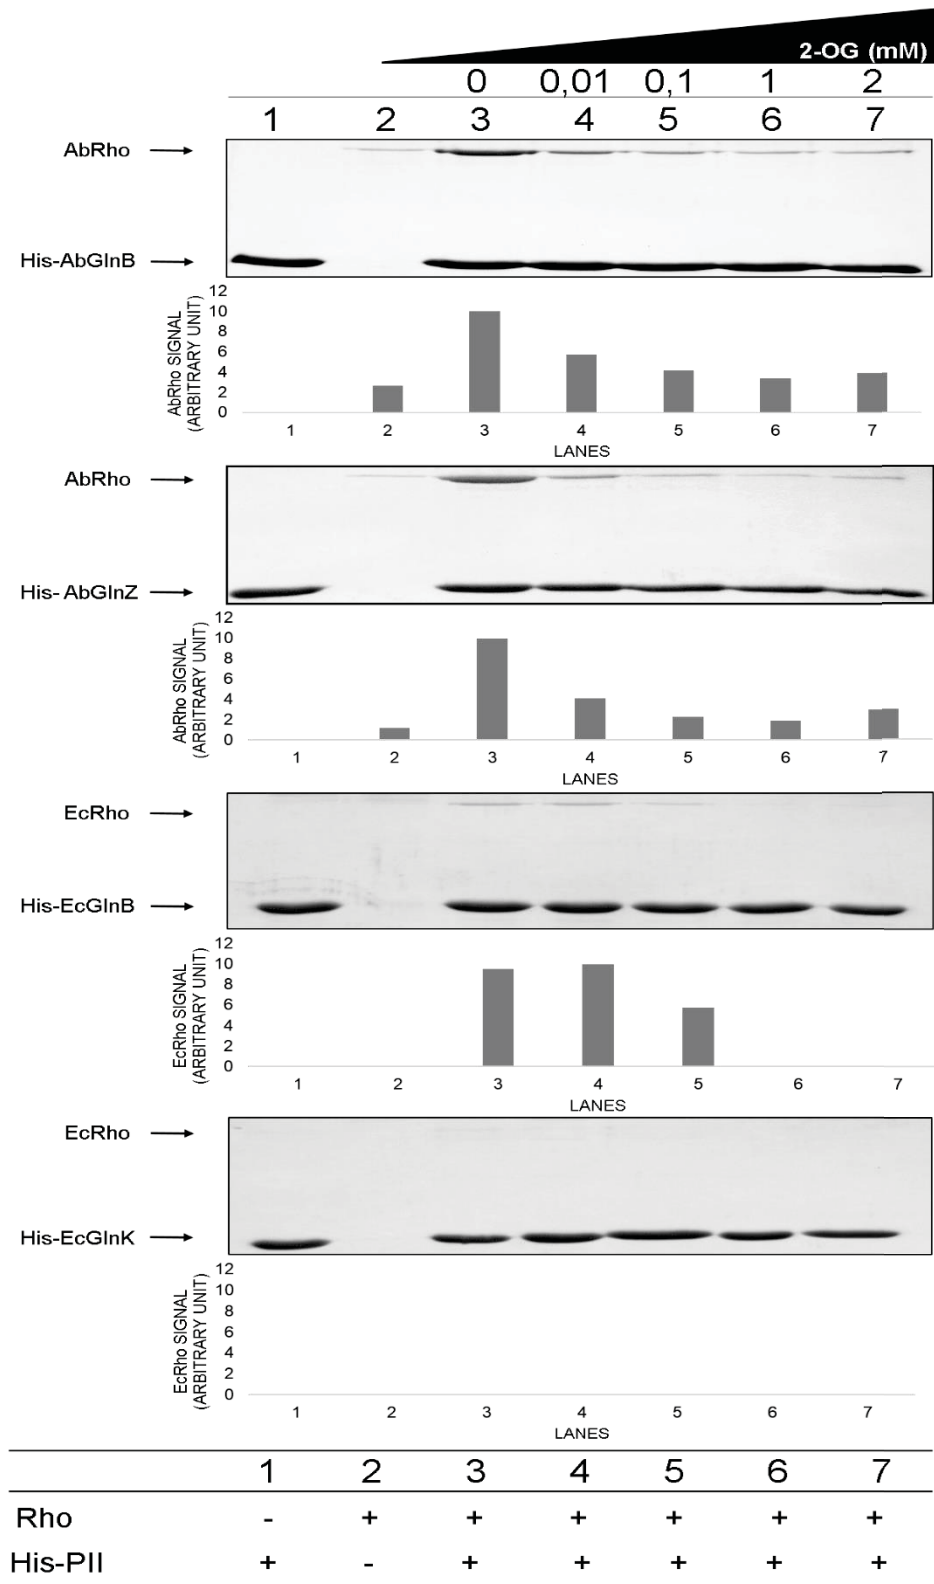 2-OG (mM)
0 0,01 0,1 1 2
1 2 3 4 5 6 7
AbRho
His-AbGlnB
AbRho SIGNAL
(ARBITRARY UNIT)
12
10
8
6
4
2
0
1 2 3 4 5 6 7
LANES
AbRho
His- AbGlnZ
AbRho SIGNAL
(ARBITRARY UNIT)
12
10
8
6
4
2
0
1 2 3 4 5 6 7
LANES
EcRho
His-EcGlnB
EcRho SIGNAL
(ARBITRARY UNIT)
12
10
8
6
4
2
0
1 2 3 4 5 6 7
LANES
EcRho
His-EcGlnK
EcRho SIGNAL
(ARBITRARY UNIT)
12
10
8
6
4
2
0
1 2 3 4 5 6 7
LANES
1 2 3 4 5 6 7
Rho - + + + + + +
His-PII + - + + + + +